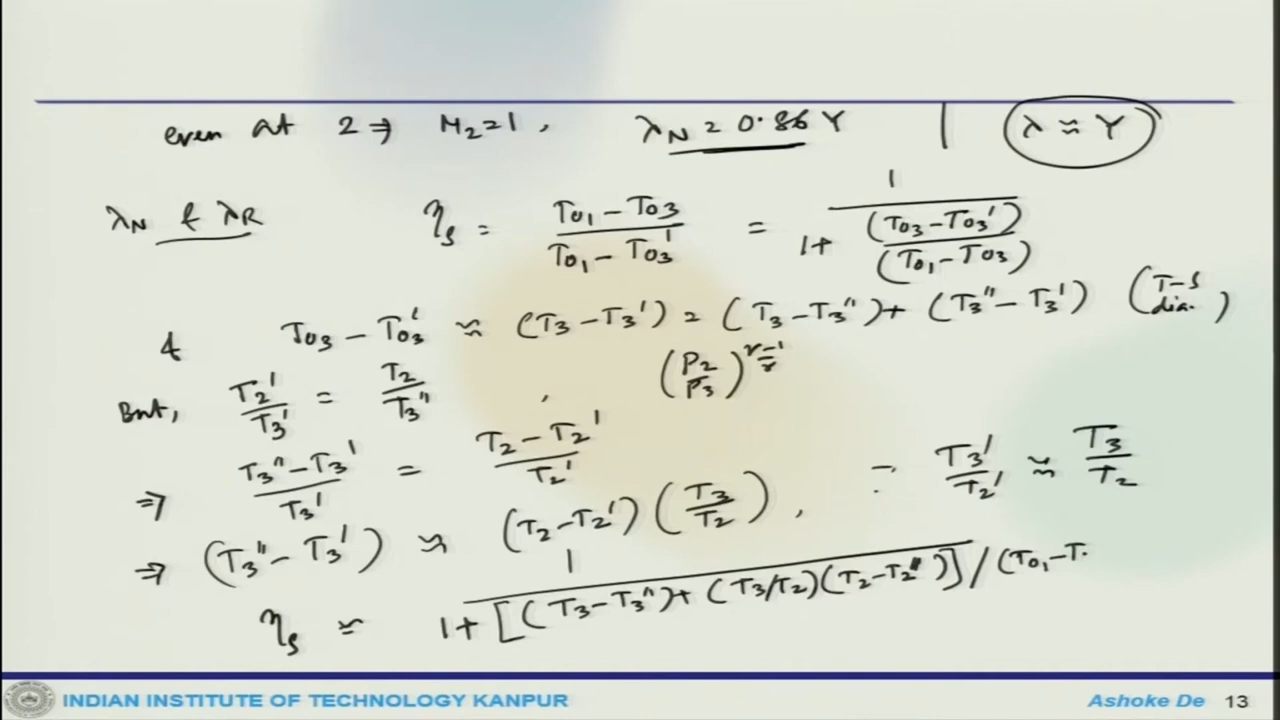 even at 2 ⇒ M₂=1, λ_N = 0.86 Y | λ ≈ Y
λ_N & λ_R η_s = (T₀₁ − T₀₃)/(T₀₁ − T₀₃') = 1/(1+ (T₀₃ − T₀₃')/(T₀₁ − T₀₃))
& T₀₃ − T₀₃' ≈ (T₃ − T₃') = (T₃ − T₃'') + (T₃'' − T₃') (T-S dia.)
But, T₂'/T₃' = T₂/T₃'' , (P₂/P₃)^((γ−1)/γ)
⇒ (T₃'' − T₃')/T₃' = (T₂ − T₂')/T₂'
⇒ (T₃'' − T₃') ≈ (T₂ − T₂')(T₃/T₂), ∵ T₃'/T₂' ≈ T₃/T₂
η_s ≈ 1/(1+ [(T₃ − T₃'') + (T₃/T₂)(T₂ − T₂')]/(T₀₁ − T.
INDIAN INSTITUTE OF TECHNOLOGY KANPUR Ashoke De 13